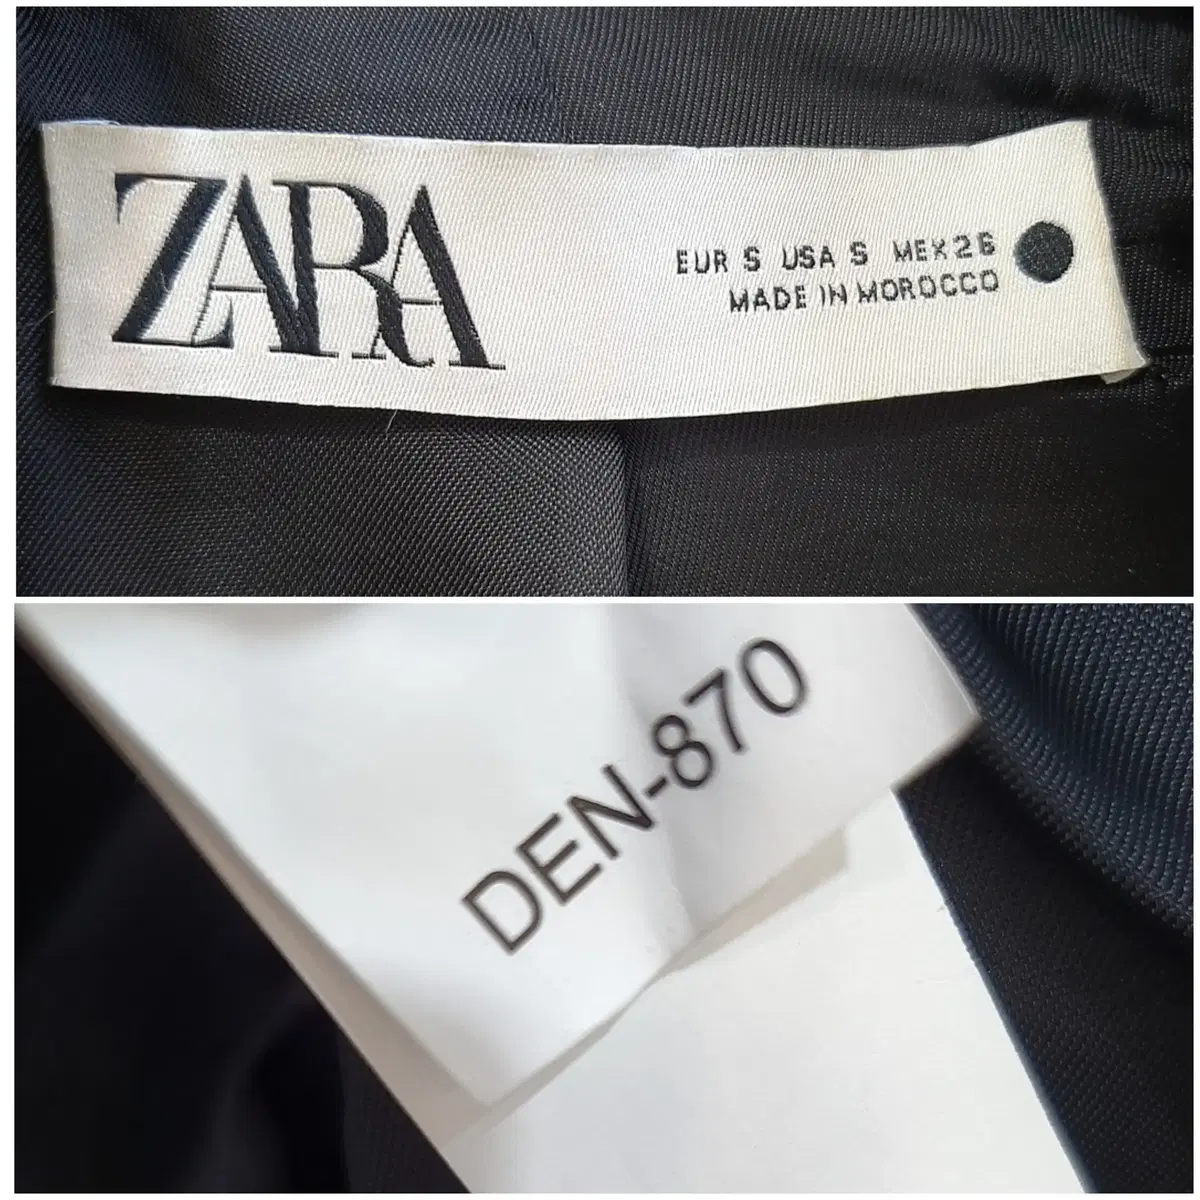 ZARA
EUR S USA S MEX 26
MADE IN MOROCCO
DEN-870